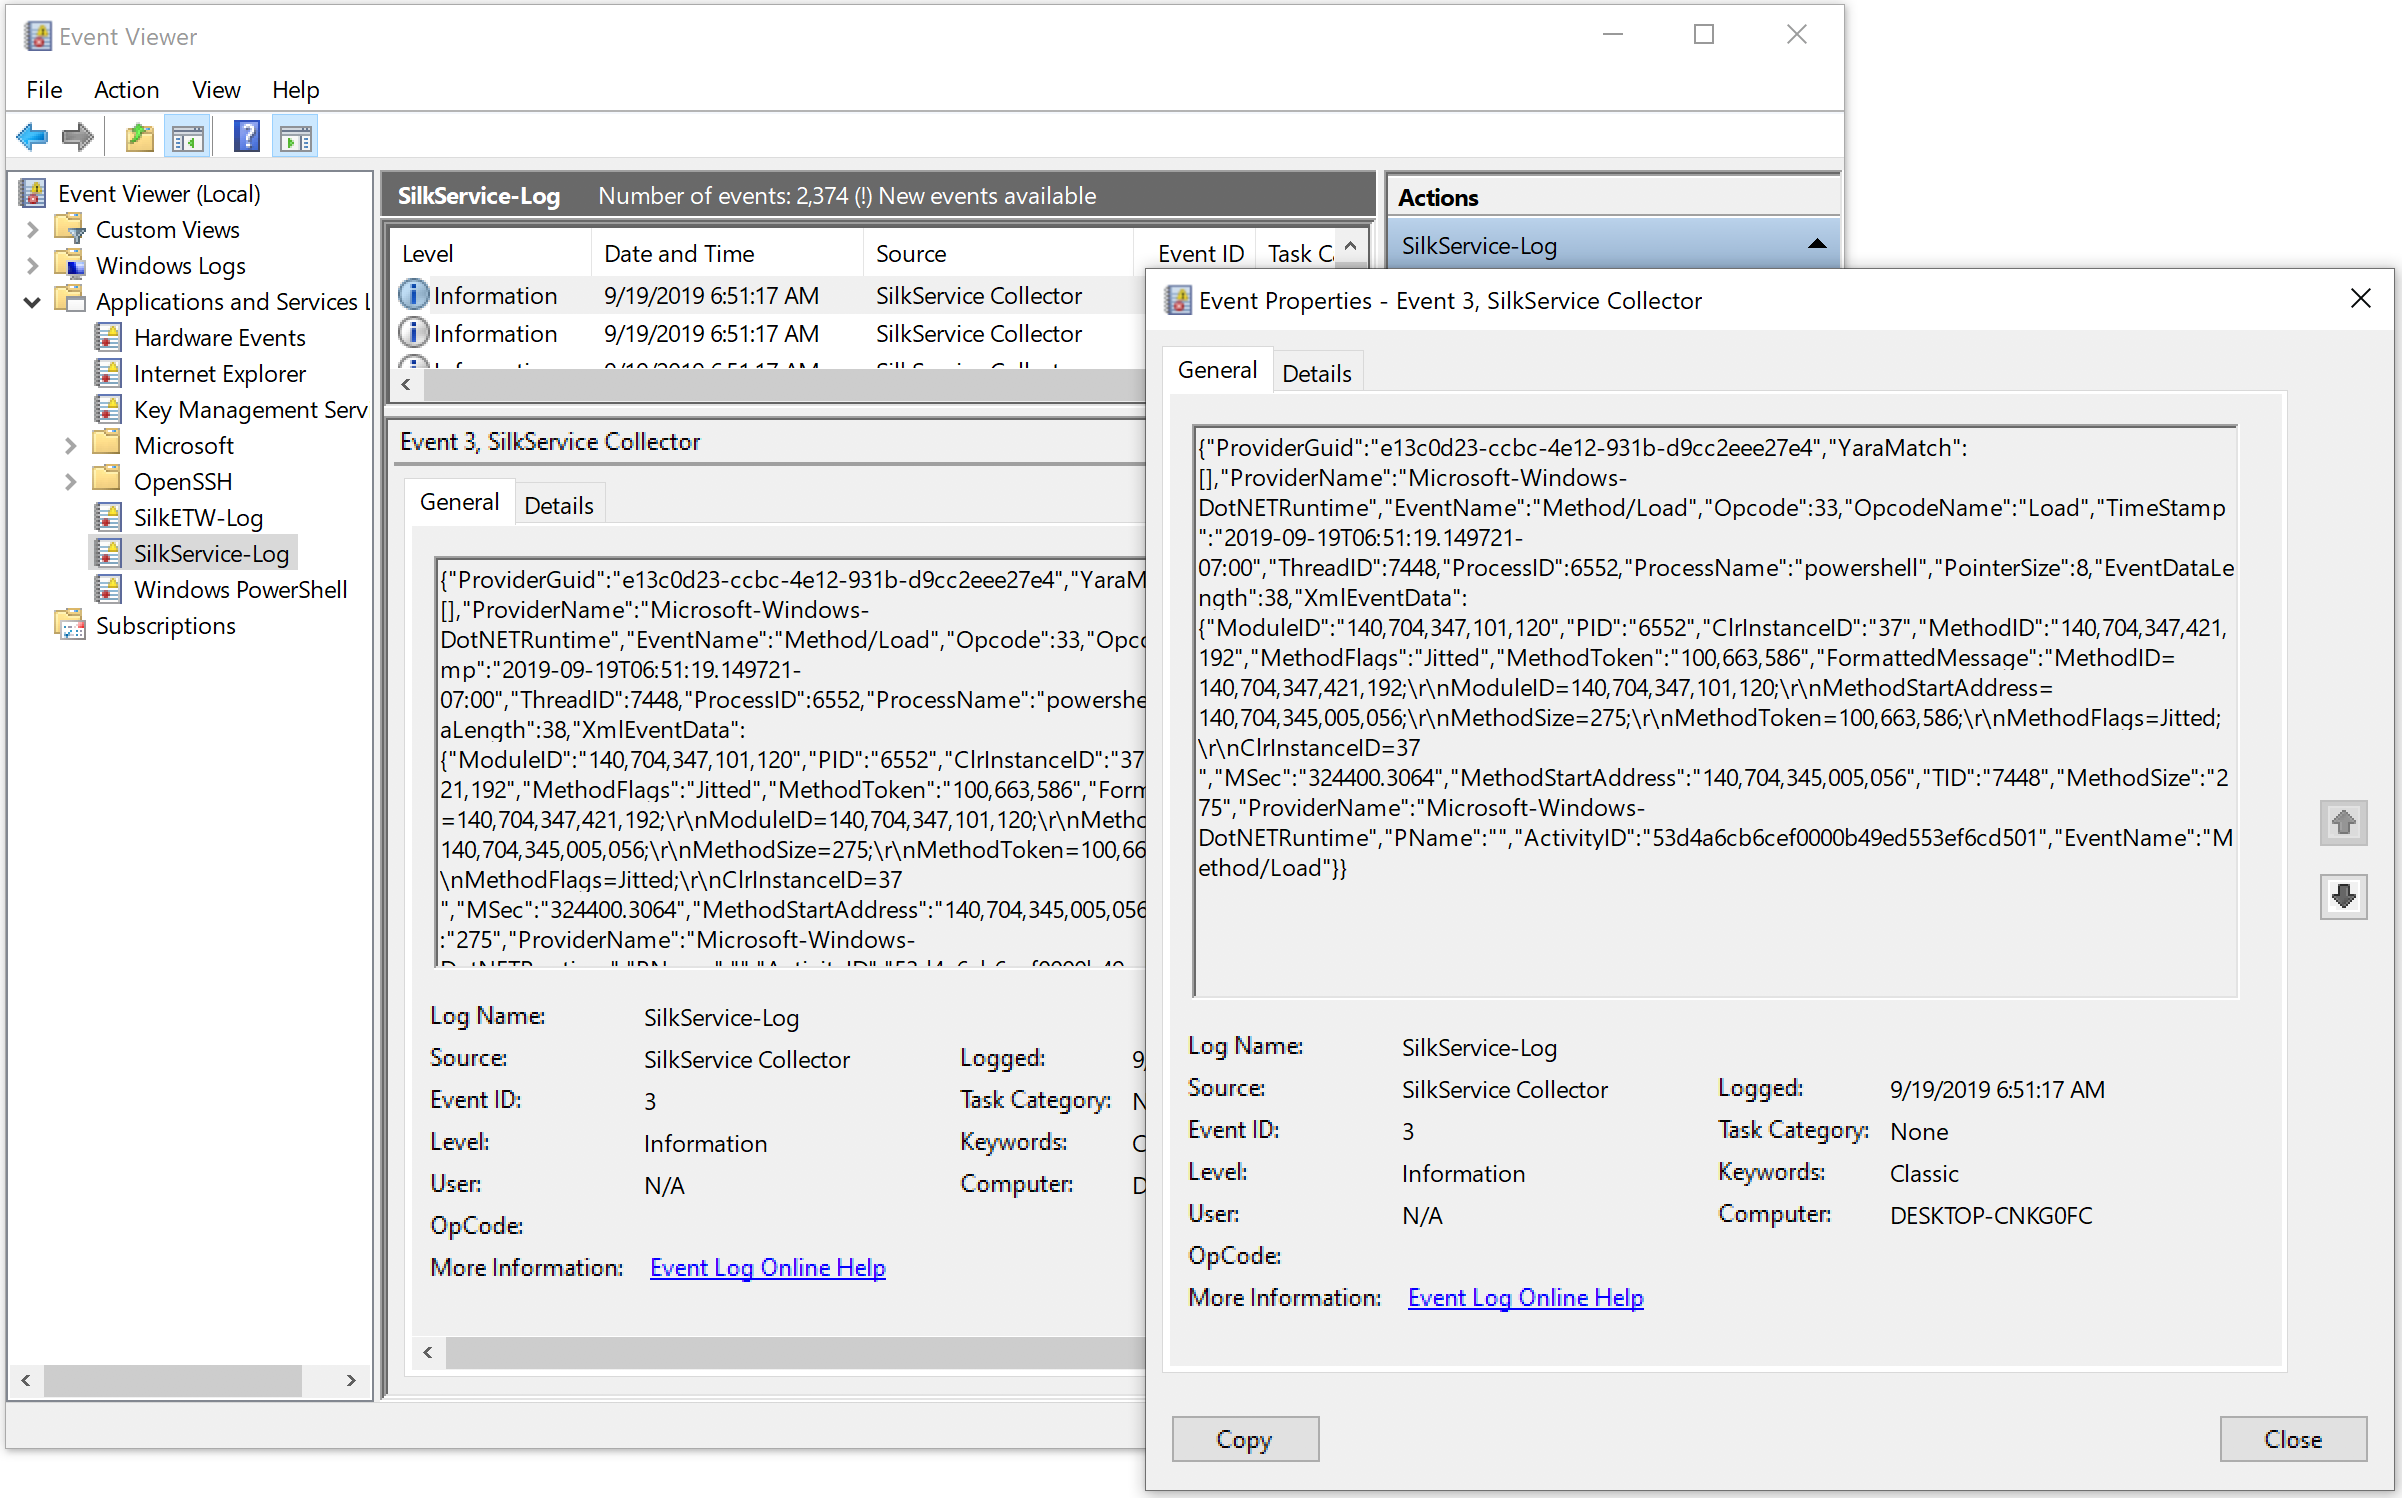 Event Viewer
File Action View Help
Event Viewer (Local)
Custom Views
Windows Logs
Applications and Services L
Hardware Events
Internet Explorer
Key Management Serv
Microsoft
OpenSSH
SilkETW-Log
SilkService-Log
Windows PowerShell
Subscriptions
SilkService-Log Number of events: 2,374 (!) New events available
Level Date and Time Source Event ID Task C
Information 9/19/2019 6:51:17 AM SilkService Collector
Information 9/19/2019 6:51:17 AM SilkService Collector
Event 3, SilkService Collector
General Details
{"ProviderGuid":"e13c0d23-ccbc-4e12-931b-d9cc2eee27e4","YaraM
[],"ProviderName":"Microsoft-Windows-
DotNETRuntime","EventName":"Method/Load","Opcode":33,"Opc
mp":"2019-09-19T06:51:19.149721-
07:00","ThreadID":7448,"ProcessID":6552,"ProcessName":"powershe
aLength":38,"XmlEventData":
{"ModuleID":"140,704,347,101,120","PID":"6552","ClrInstanceID":"37
21,192","MethodFlags":"Jitted","MethodToken":"100,663,586","Form
=140,704,347,421,192;\r\nModuleID=140,704,347,101,120;\r\nMetho
140,704,345,005,056;\r\nMethodSize=275;\r\nMethodToken=100,66
\nMethodFlags=Jitted;\r\nClrInstanceID=37
","MSec":"324400.3064","MethodStartAddress":"140,704,345,005,056
:"275","ProviderName":"Microsoft-Windows-
Log Name: SilkService-Log
Source: SilkService Collector Logged: 9/
Event ID: 3 Task Category: N
Level: Information Keywords: C
User: N/A Computer: D
OpCode:
More Information: Event Log Online Help
Actions
SilkService-Log
Event Properties - Event 3, SilkService Collector
General Details
{"ProviderGuid":"e13c0d23-ccbc-4e12-931b-d9cc2eee27e4","YaraMatch":
[],"ProviderName":"Microsoft-Windows-
DotNETRuntime","EventName":"Method/Load","Opcode":33,"OpcodeName":"Load","TimeStamp
":"2019-09-19T06:51:19.149721-
07:00","ThreadID":7448,"ProcessID":6552,"ProcessName":"powershell","PointerSize":8,"EventDataLe
ngth":38,"XmlEventData":
{"ModuleID":"140,704,347,101,120","PID":"6552","ClrInstanceID":"37","MethodID":"140,704,347,421,
192","MethodFlags":"Jitted","MethodToken":"100,663,586","FormattedMessage":"MethodID=
140,704,347,421,192;\r\nModuleID=140,704,347,101,120;\r\nMethodStartAddress=
140,704,345,005,056;\r\nMethodSize=275;\r\nMethodToken=100,663,586;\r\nMethodFlags=Jitted;
\r\nClrInstanceID=37
","MSec":"324400.3064","MethodStartAddress":"140,704,345,005,056","TID":"7448","MethodSize":"2
75","ProviderName":"Microsoft-Windows-
DotNETRuntime","PName":"","ActivityID":"53d4a6cb6cef0000b49ed553ef6cd501","EventName":"M
ethod/Load"}}
Log Name: SilkService-Log
Source: SilkService Collector Logged: 9/19/2019 6:51:17 AM
Event ID: 3 Task Category: None
Level: Information Keywords: Classic
User: N/A Computer: DESKTOP-CNKG0FC
OpCode:
More Information: Event Log Online Help
Copy Close